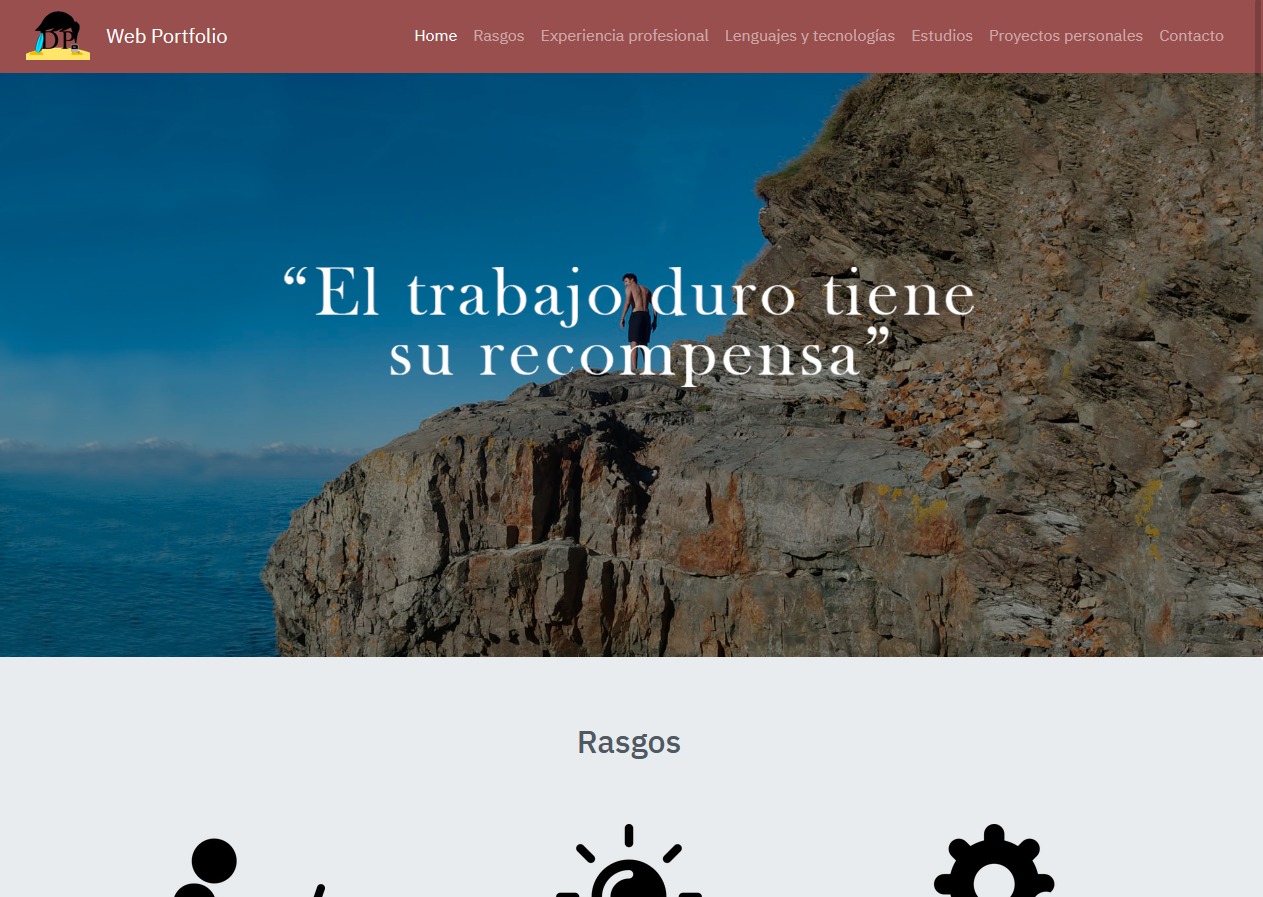 DP
Web Portfolio
Home
Rasgos
Experiencia profesional
Lenguajes y tecnologías
Estudios
Proyectos personales
Contacto
“El trabajo duro tiene
su recompensa”
Rasgos